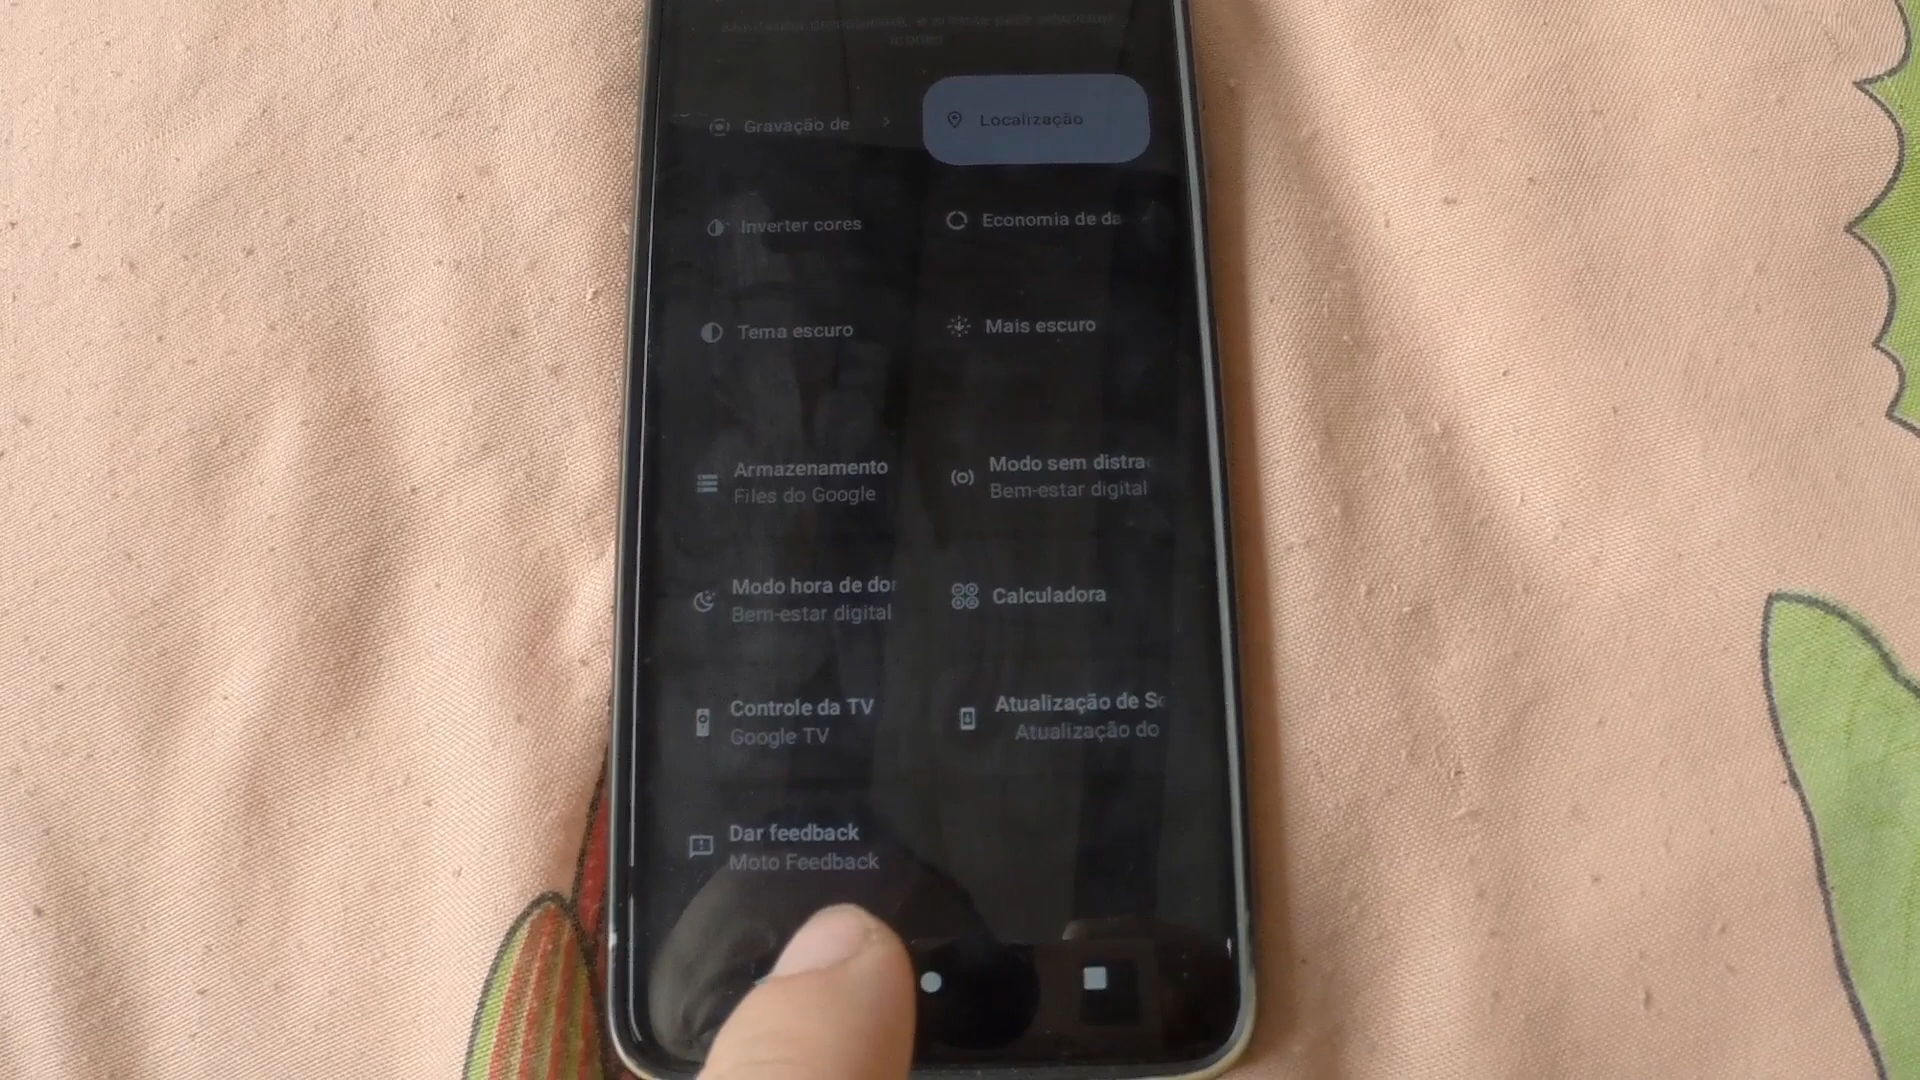 Gravação de
Localização
Inverter cores
Economia de da
Tema escuro
Mais escuro
Armazenamento
Files do Google
Modo sem distra
Bem-estar digital
Modo hora de dor
Bem-estar digital
Calculadora
Controle da TV
Google TV
Atualização de So
Atualização do
Dar feedback
Moto Feedback